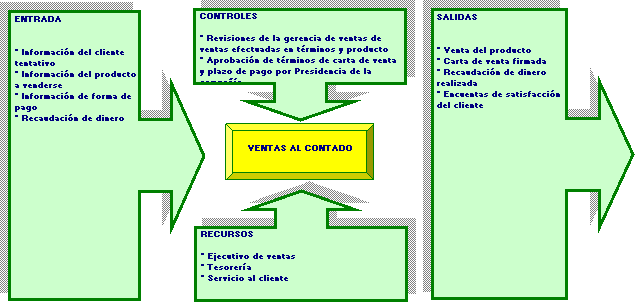 ENTRADA
* Información del cliente
tentativo
* Información del producto
a venderse
* Información de forma de
pago
* Recaudación de dinero
CONTROLES
* Revisiones de la gerencia de ventas de
ventas efectuadas en términos y producto
* Aprobación de términos de carta de venta
y plazo de pago por Presidencia de la
VENTAS AL CONTADO
RECURSOS
* Ejecutivo de ventas
* Tesorería
* Servicio al cliente
SALIDAS
* Venta del producto
* Carta de venta firmada
* Recaudación de dinero
realizada
* Encuentas de satisfacción
del cliente